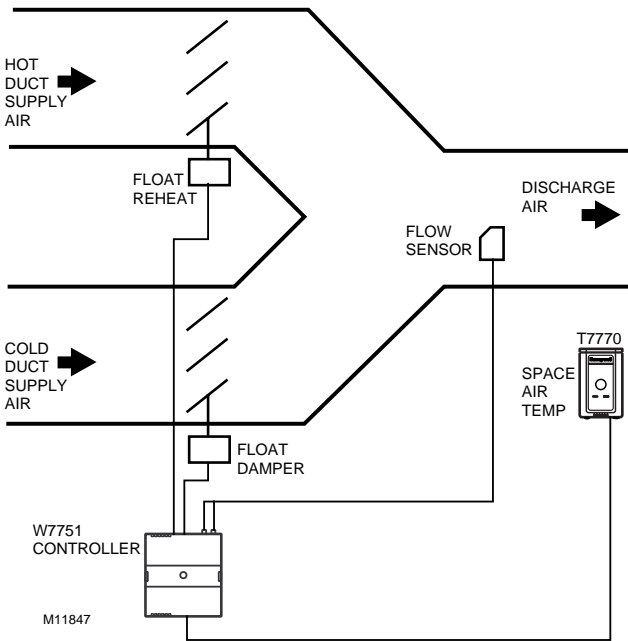 HOT
DUCT
SUPPLY
AIR
FLOAT
REHEAT
DISCHARGE
AIR
FLOW
SENSOR
COLD
DUCT
SUPPLY
AIR
T7770
Honeywell
SPACE
AIR
TEMP
FLOAT
DAMPER
W7751
CONTROLLER
M11847